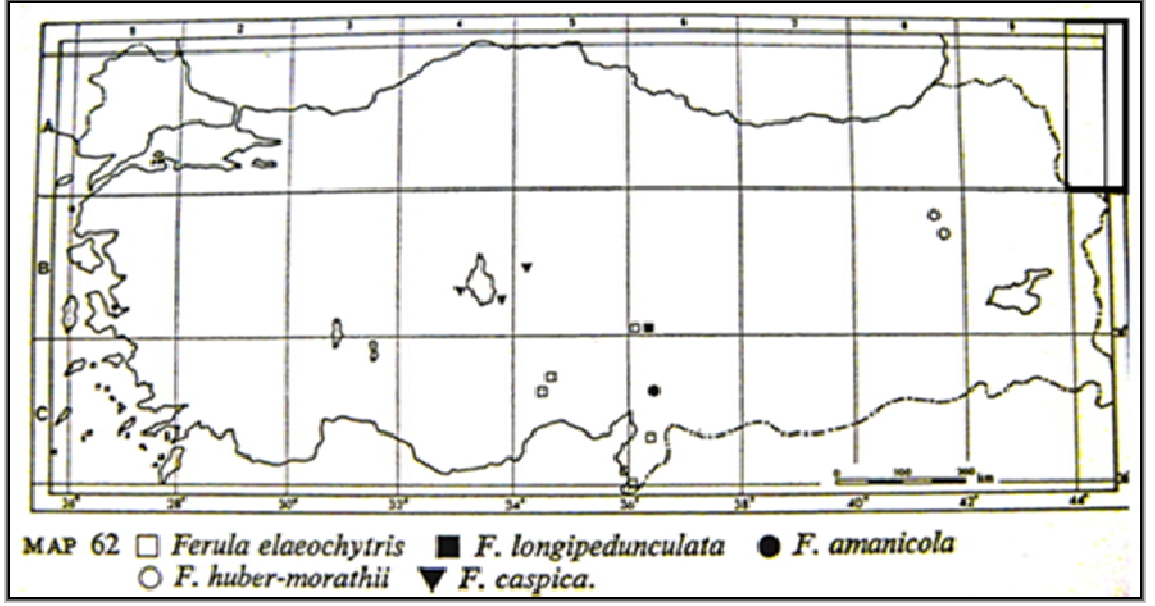 1 2 3 4 5 6 7 8 9
A
B
C
0 100 200 km
26° 28° 30° 32° 34° 36° 38° 40° 42° 44°
MAP 62 □ Ferula elaeochytris ■ F. longipedunculata ● F. amanicola
○ F. huber-morathii ▼ F. caspica.